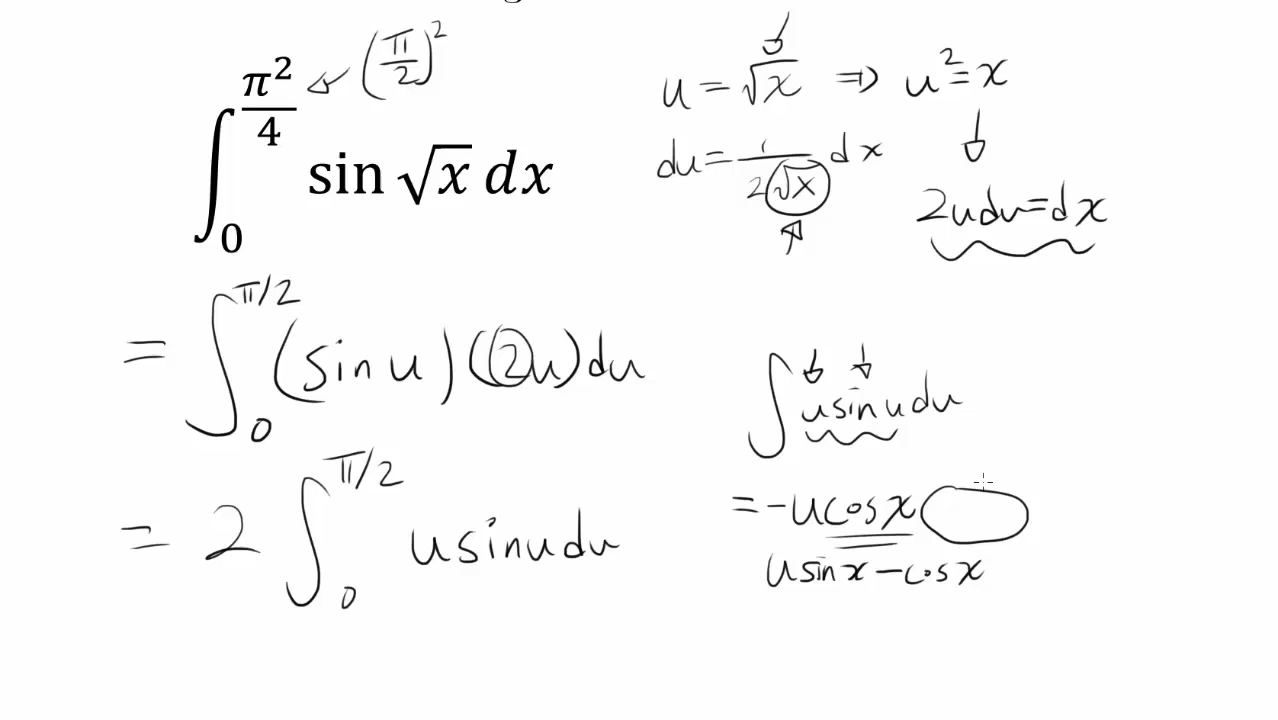 ∫₀^(π²/4) sin √x dx ← (π/2)²
u = √x ⇒ u² = x
du = 1/(2√x) dx
2udu = dx
= ∫₀^(π/2) (sin u)(2u)du
∫ u sin u du
= -u cos x
u sin x - cos x
= 2 ∫₀^(π/2) u sin u du